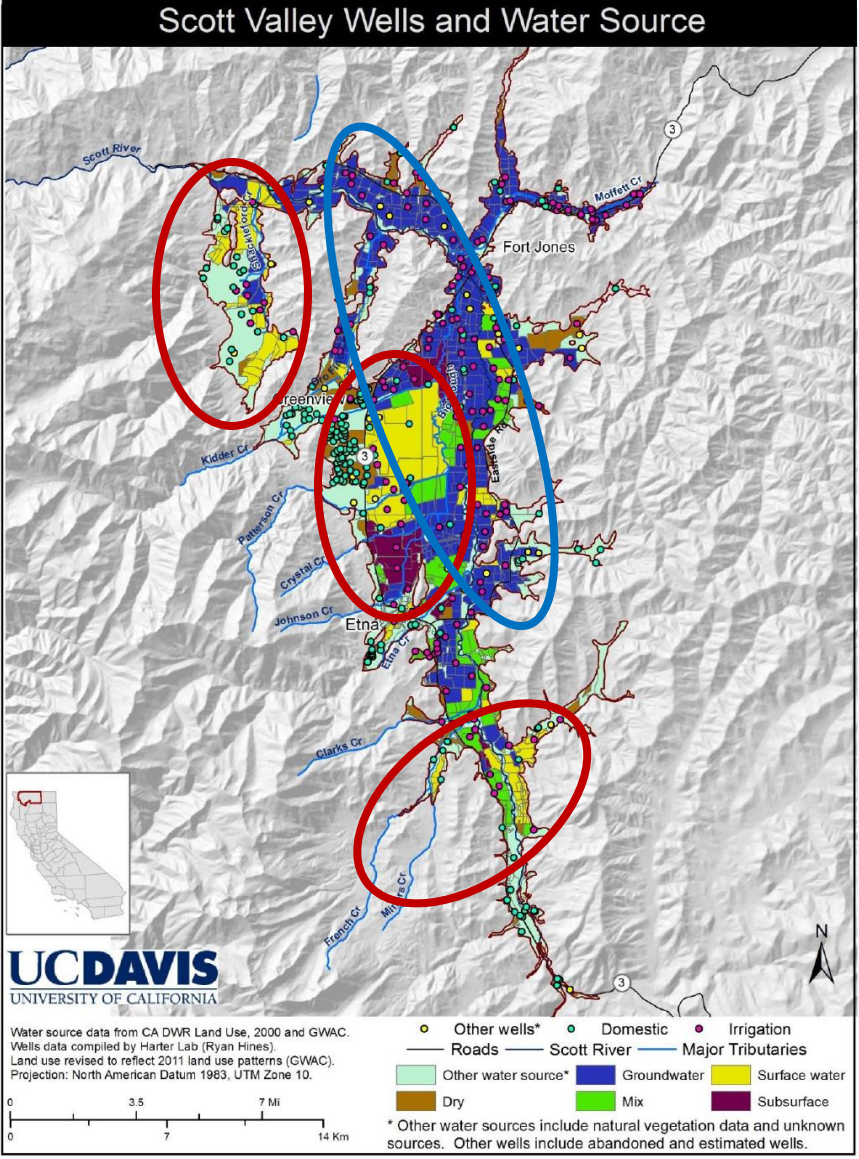 Scott Valley Wells and Water Source
3
Scott River
Moffett Cr
Shackleford Cr
Fort Jones
Greenview
Kidder Cr
3
Eastside
Patterson Cr
Crystal Cr
Johnson Cr
Etna
Etna Cr
Clarks Cr
French Cr
Miners Cr
N
3
UCDAVIS
UNIVERSITY OF CALIFORNIA
Water source data from CA DWR Land Use, 2000 and GWAC.
Wells data compiled by Harter Lab (Ryan Hines).
Land use revised to reflect 2011 land use patterns (GWAC).
Projection: North American Datum 1983, UTM Zone 10.
0 3.5 7 Mi
0 7 14 Km
Other wells* Domestic Irrigation
Roads Scott River Major Tributaries
Other water source* Groundwater Surface water
Dry Mix Subsurface
* Other water sources include natural vegetation data and unknown
sources. Other wells include abandoned and estimated wells.